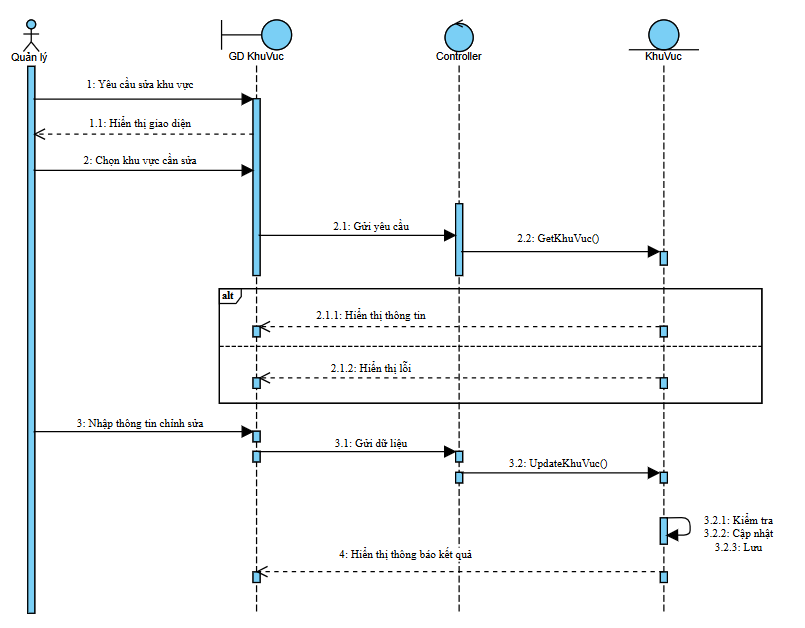 Quản lý
GD KhuVuc
Controller
KhuVuc
1: Yêu cầu sửa khu vực
1.1: Hiển thị giao diện
2: Chọn khu vực cần sửa
2.1: Gửi yêu cầu
2.2: GetKhuVuc()
alt
2.1.1: Hiển thị thông tin
2.1.2: Hiển thị lỗi
3: Nhập thông tin chỉnh sửa
3.1: Gửi dữ liệu
3.2: UpdateKhuVuc()
3.2.1: Kiểm tra
3.2.2: Cập nhật
3.2.3: Lưu
4: Hiển thị thông báo kết quả